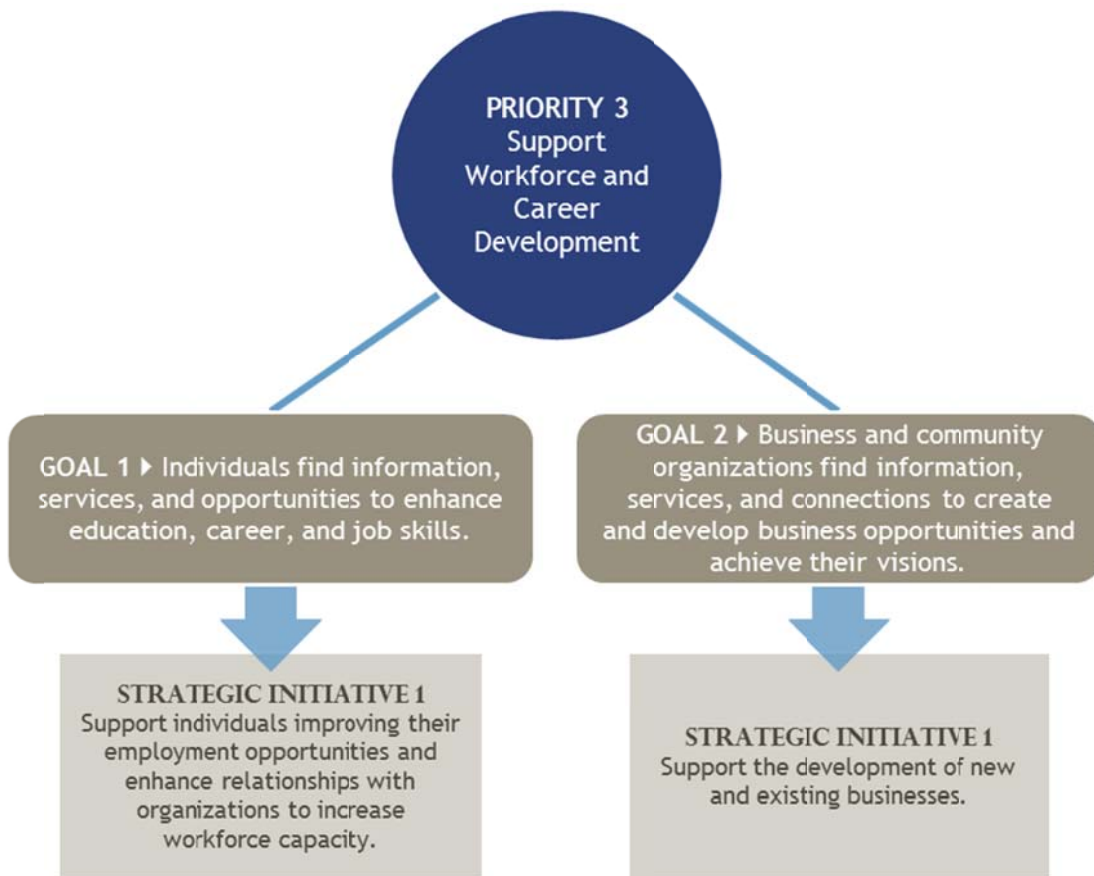 PRIORITY 3
Support
Workforce and
Career
Development
GOAL 1 ▶ Individuals find information,
services, and opportunities to enhance
education, career, and job skills.
GOAL 2 ▶ Business and community
organizations find information,
services, and connections to create
and develop business opportunities and
achieve their visions.
STRATEGIC INITIATIVE 1
Support individuals improving their
employment opportunities and
enhance relationships with
organizations to increase
workforce capacity.
STRATEGIC INITIATIVE 1
Support the development of new
and existing businesses.